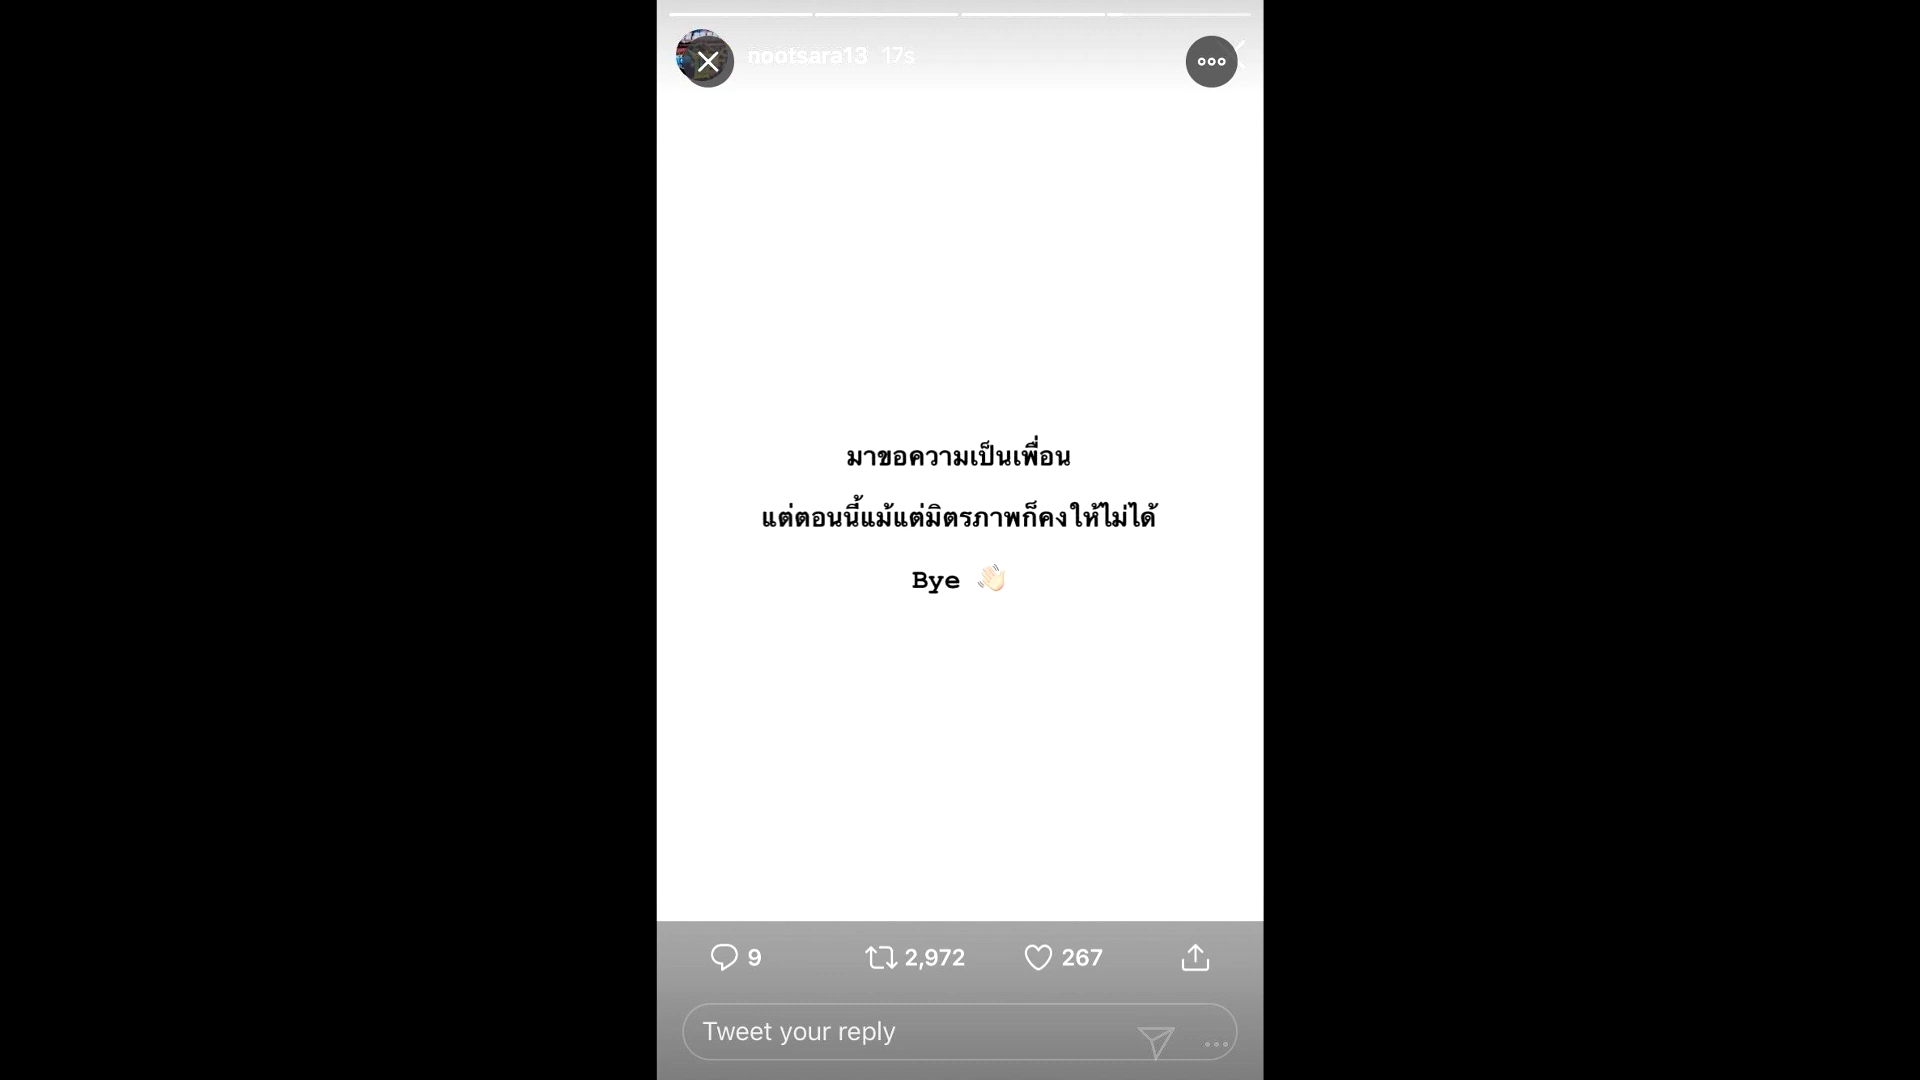 nootsara13 17s
มาขอความเป็นเพื่อน
แต่ตอนนี้แม้แต่มิตรภาพก็คงให้ไม่ได้
Bye 👋🏻
9 2,972 267
Tweet your reply